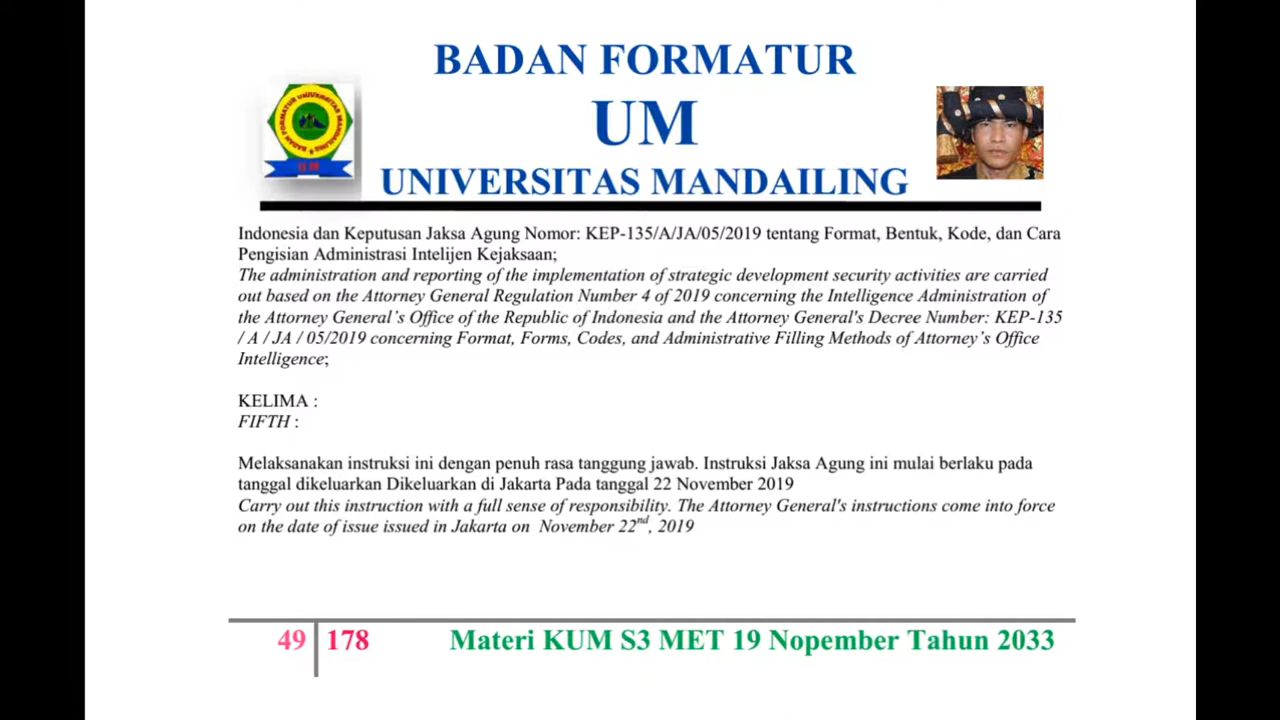 BADAN FORMATUR
UM
UNIVERSITAS MANDAILING
BADAN FORMATUR UNIVERSITAS MANDAILING
U M
Indonesia dan Keputusan Jaksa Agung Nomor: KEP-135/A/JA/05/2019 tentang Format, Bentuk, Kode, dan Cara
Pengisian Administrasi Intelijen Kejaksaan;
The administration and reporting of the implementation of strategic development security activities are carried
out based on the Attorney General Regulation Number 4 of 2019 concerning the Intelligence Administration of
the Attorney General’s Office of the Republic of Indonesia and the Attorney General's Decree Number: KEP-135
/ A / JA / 05/2019 concerning Format, Forms, Codes, and Administrative Filling Methods of Attorney’s Office
Intelligence;
KELIMA :
FIFTH :
Melaksanakan instruksi ini dengan penuh rasa tanggung jawab. Instruksi Jaksa Agung ini mulai berlaku pada
tanggal dikeluarkan Dikeluarkan di Jakarta Pada tanggal 22 November 2019
Carry out this instruction with a full sense of responsibility. The Attorney General's instructions come into force
on the date of issue issued in Jakarta on November 22nd, 2019
49 178 Materi KUM S3 MET 19 Nopember Tahun 2033